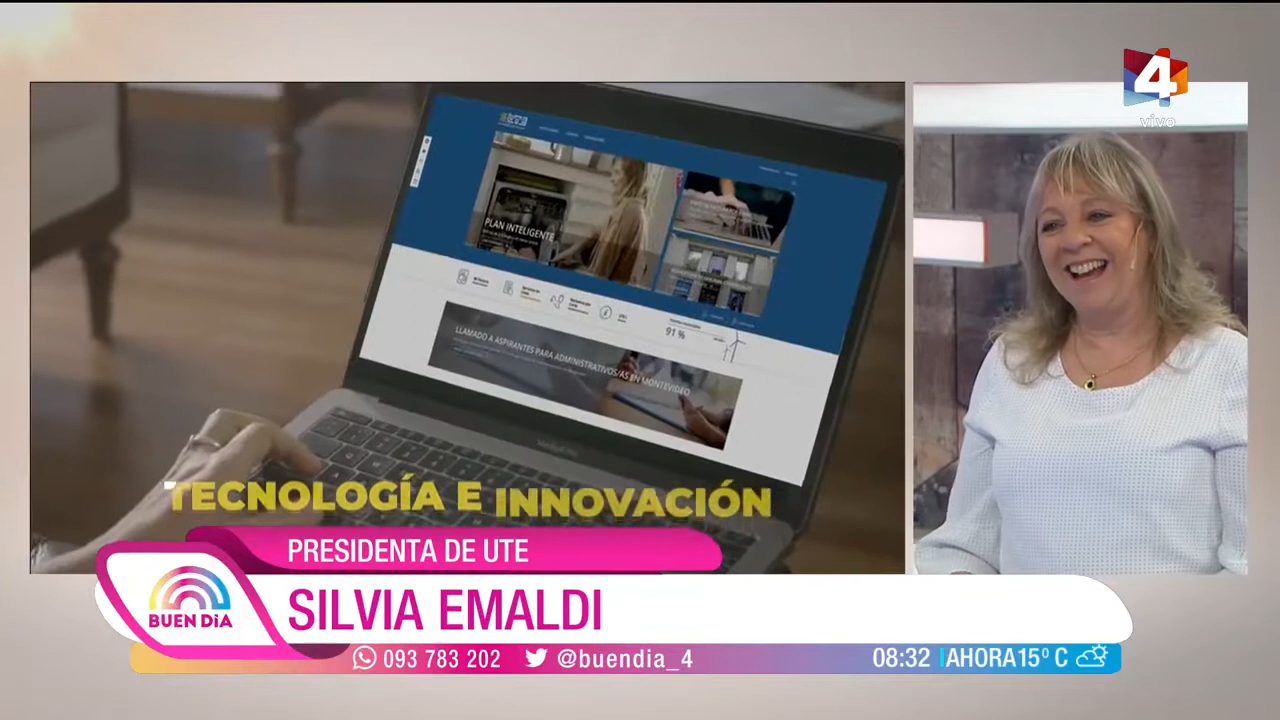 4
vivo
PLAN INTELIGENTE
91 %
LLAMADO A ASPIRANTES PARA ADMINISTRATIVOS/AS EN MONTEVIDEO
TECNOLOGÍA E INNOVACIÓN
PRESIDENTA DE UTE
BUEN DíA
SILVIA EMALDI
093 783 202 @buendia_4 08:32 AHORA 15º C